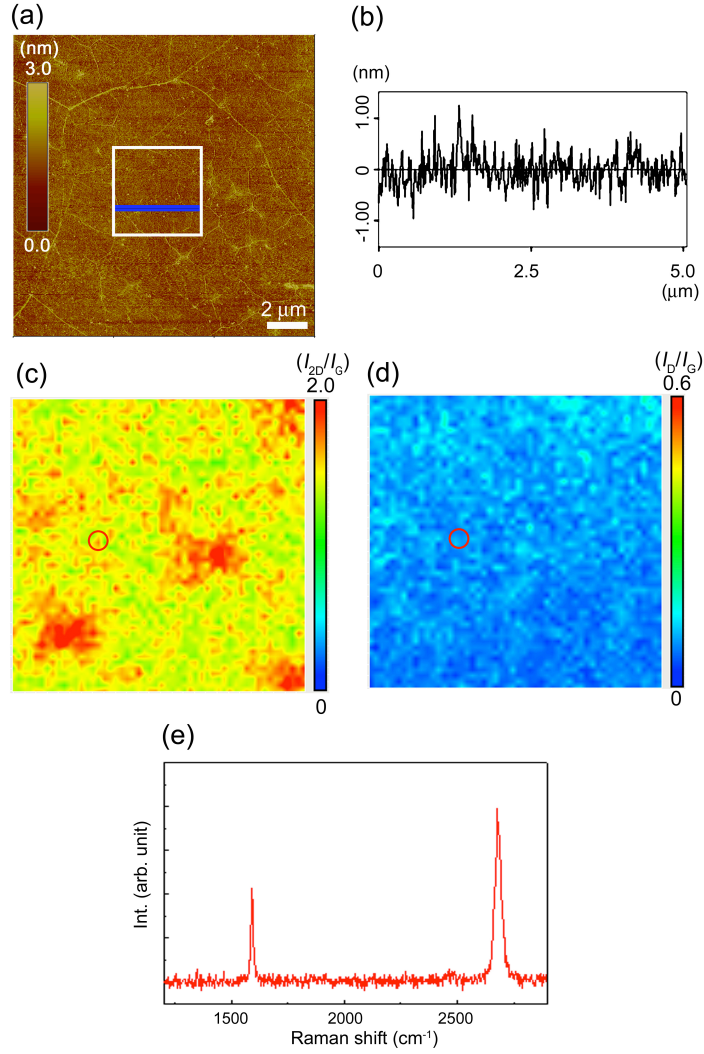 (a)
(nm)
3.0
0.0
2 μm
(b)
(nm)
1.00
0
-1.00
0
2.5
5.0
(μm)
(c)
(I2D/IG)
2.0
0
(d)
(ID/IG)
0.6
0
(e)
Int. (arb. unit)
1500
2000
2500
Raman shift (cm-1)